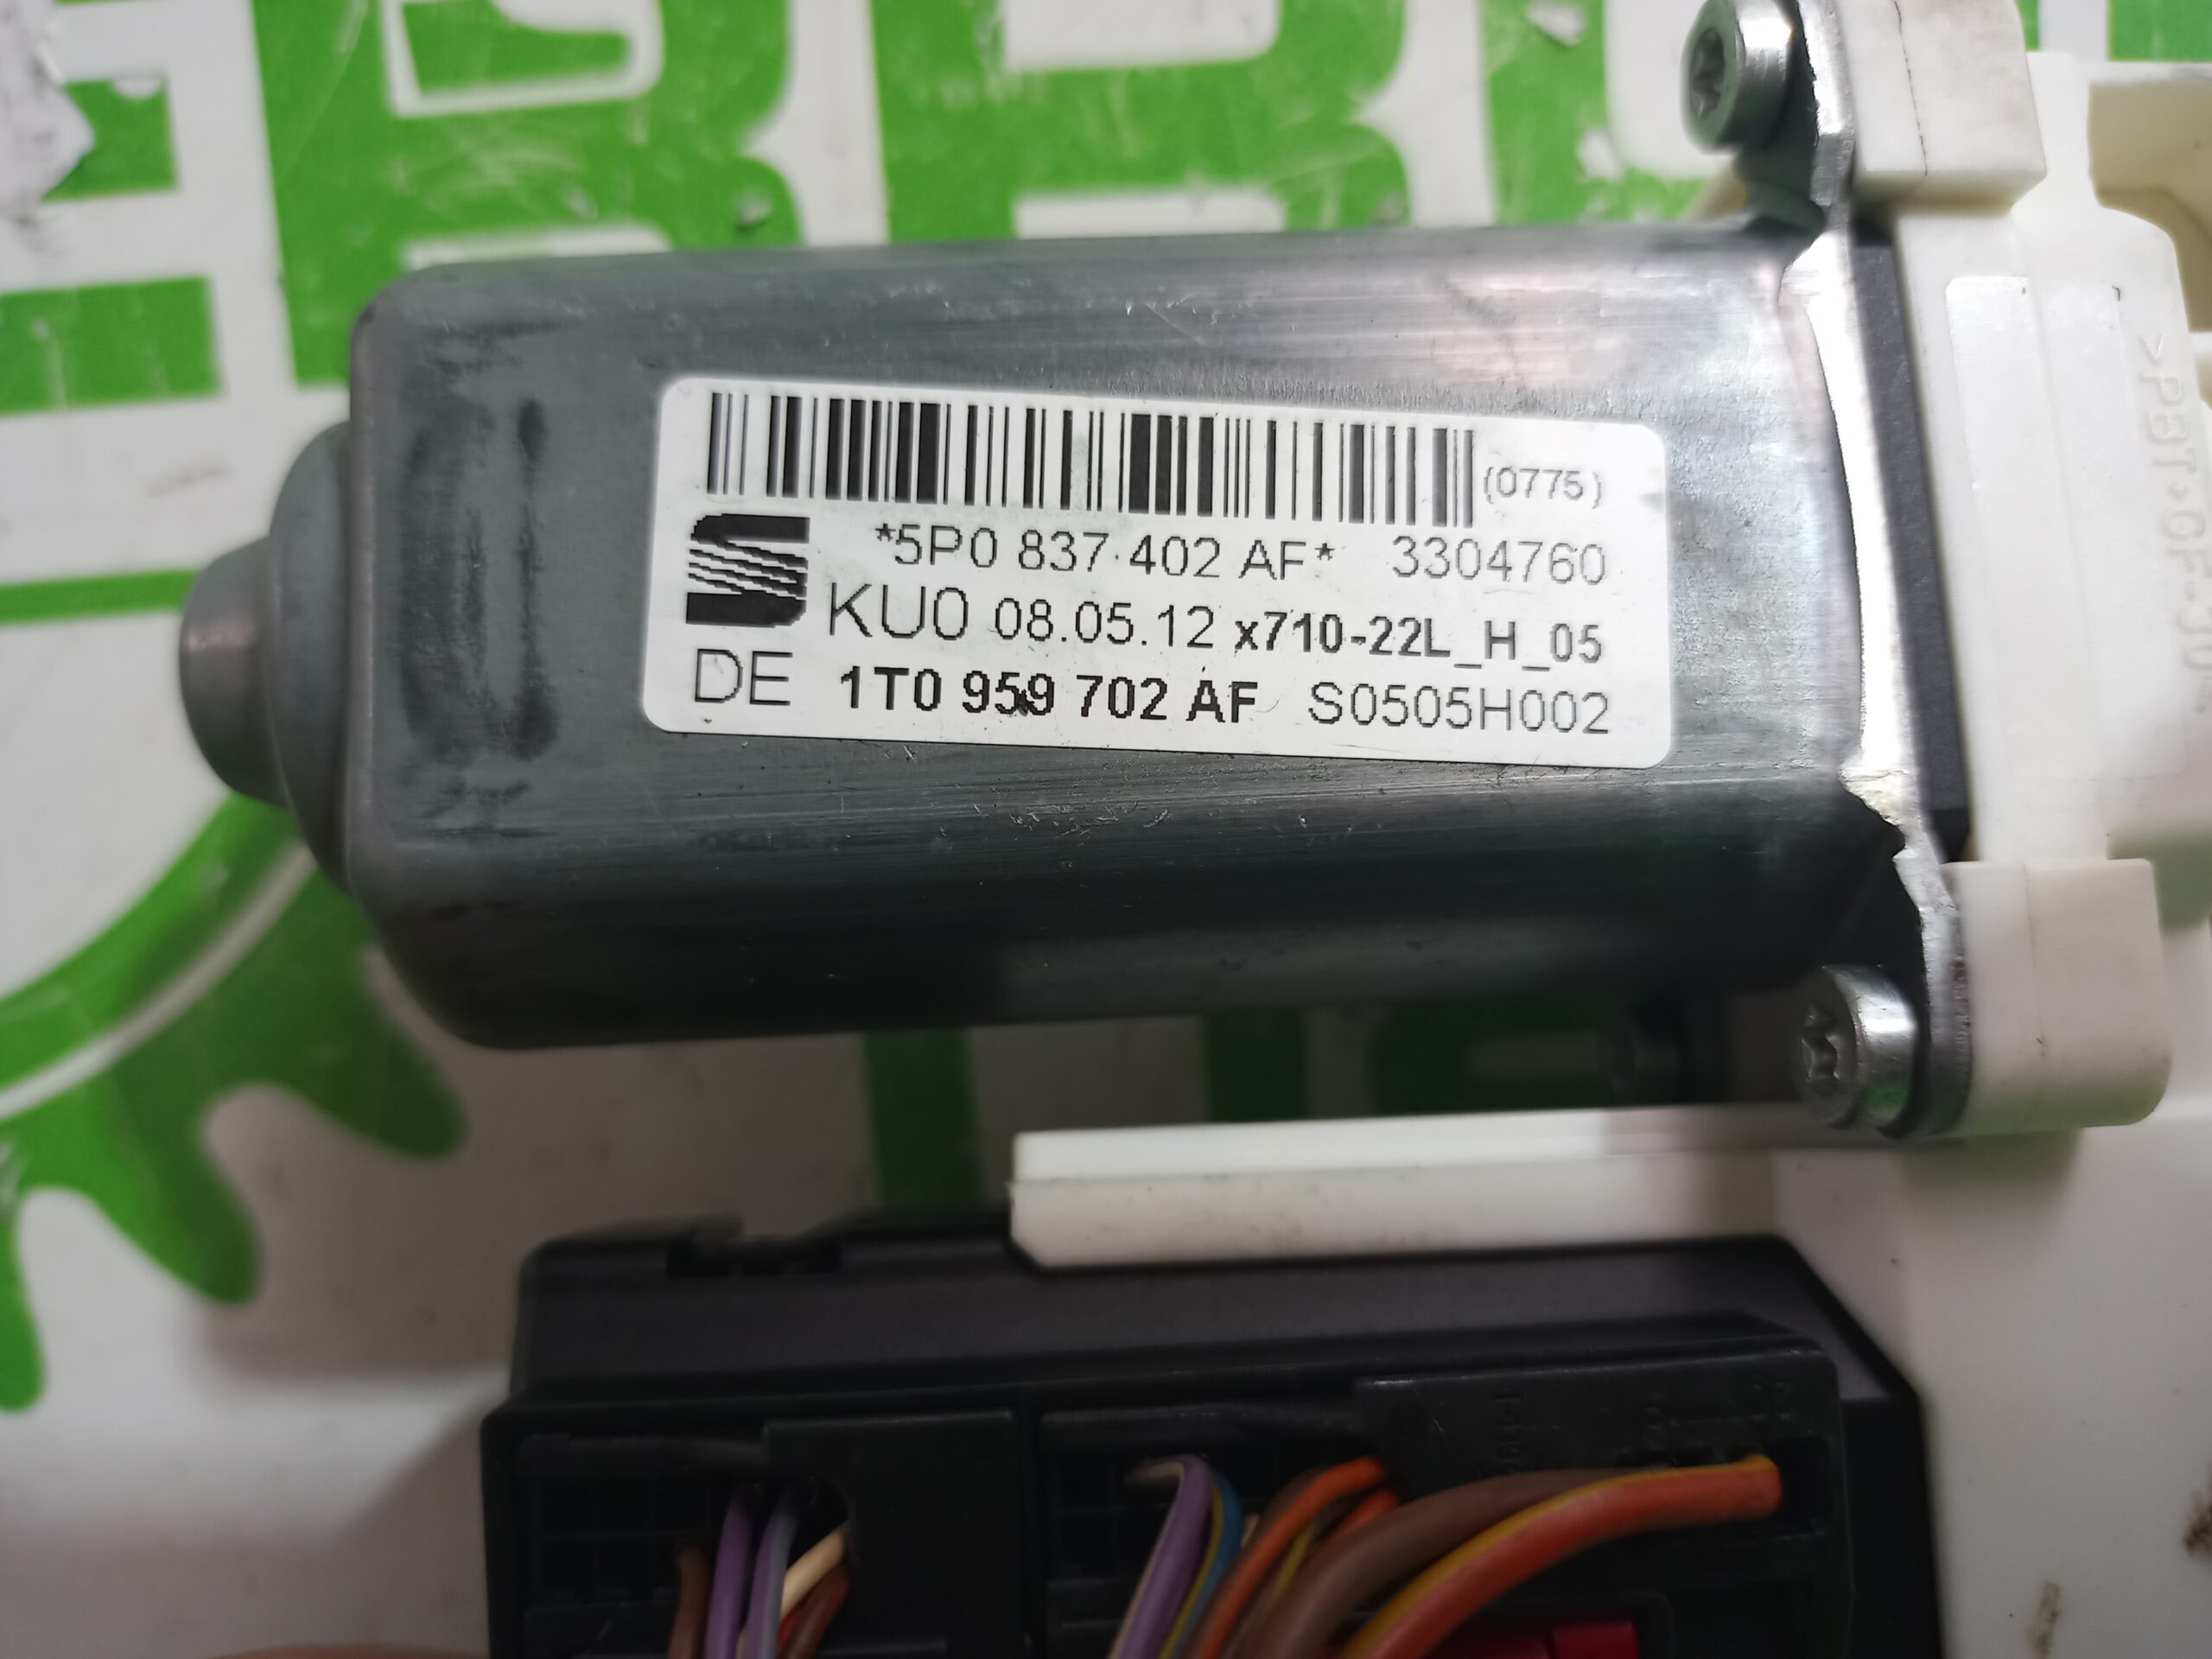 (0775)
*5P0 837 402 AF* 3304760
KU0 08.05.12 x710-22L_H_05
DE 1T0 959 702 AF S0505H002